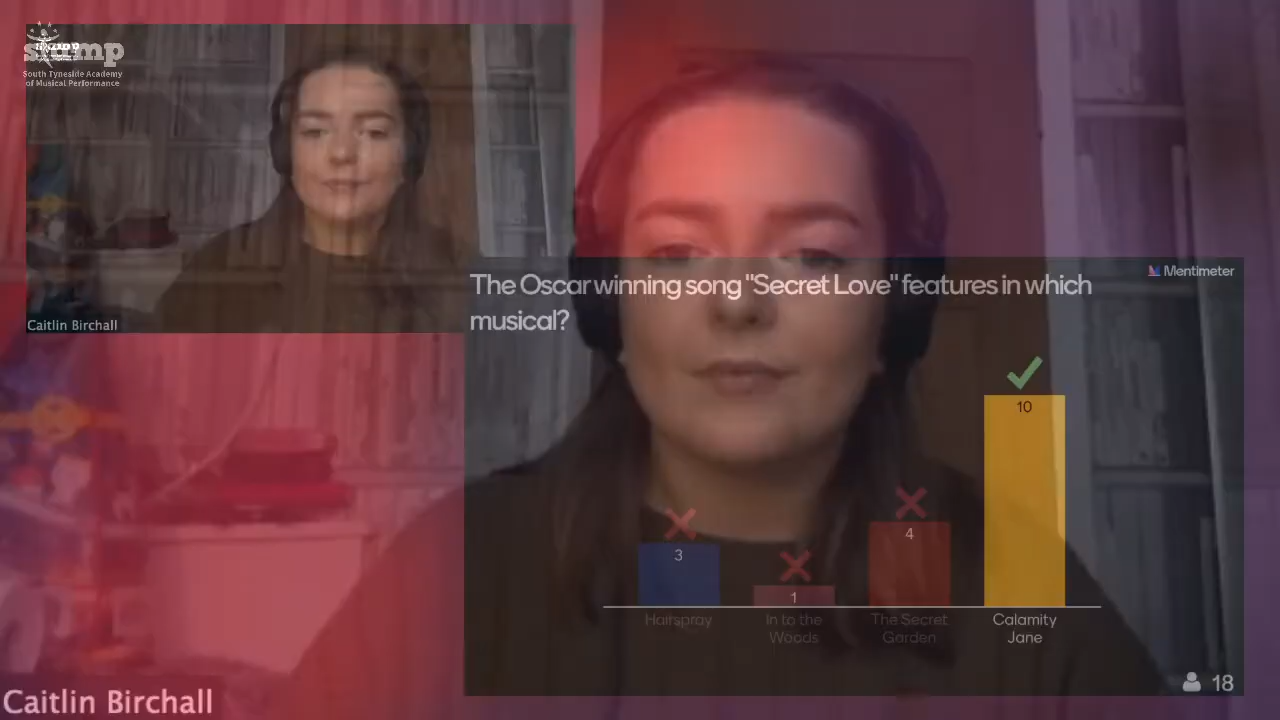 stamp
South Tyneside Academy
of Musical Performance
Caitlin Birchall
Mentimeter
The Oscar winning song "Secret Love" features in which
musical?
10
3
1
4
Hairspray
In to the
Woods
The Secret
Garden
Calamity
Jane
18
Caitlin Birchall